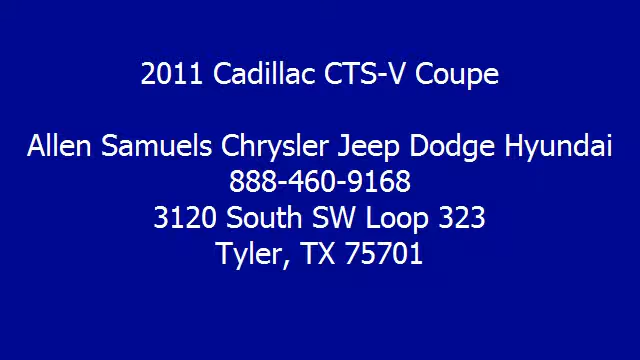 2011 Cadillac CTS-V Coupe
Allen Samuels Chrysler Jeep Dodge Hyundai
888-460-9168
3120 South SW Loop 323
Tyler, TX 75701